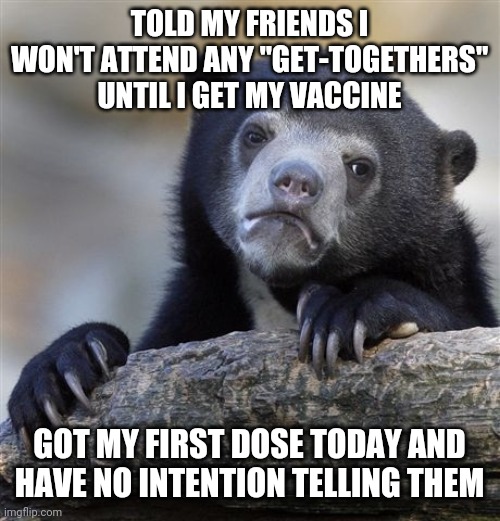 TOLD MY FRIENDS I
WON'T ATTEND ANY "GET-TOGETHERS"
UNTIL I GET MY VACCINE
GOT MY FIRST DOSE TODAY AND
HAVE NO INTENTION TELLING THEM
imgflip.com